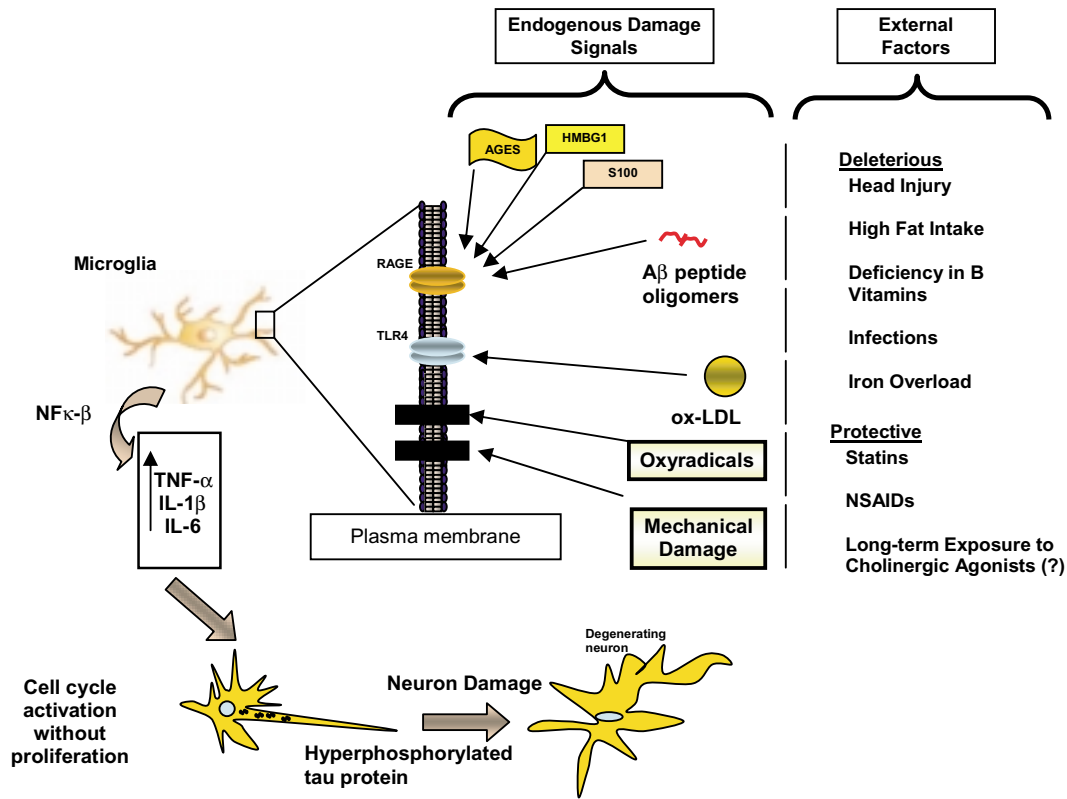 Endogenous Damage
Signals
External
Factors
AGES
HMBG1
S100
Deleterious
Head Injury
High Fat Intake
Deficiency in B
Vitamins
Infections
Iron Overload
Protective
Statins
NSAIDs
Long-term Exposure to
Cholinergic Agonists (?)
Microglia
RAGE
TLR4
Aβ peptide
oligomers
ox-LDL
Oxyradicals
Mechanical
Damage
Plasma membrane
NFκ-β
TNF-α
IL-1β
IL-6
Cell cycle
activation
without
proliferation
Hyperphosphorylated
tau protein
Neuron Damage
Degenerating
neuron